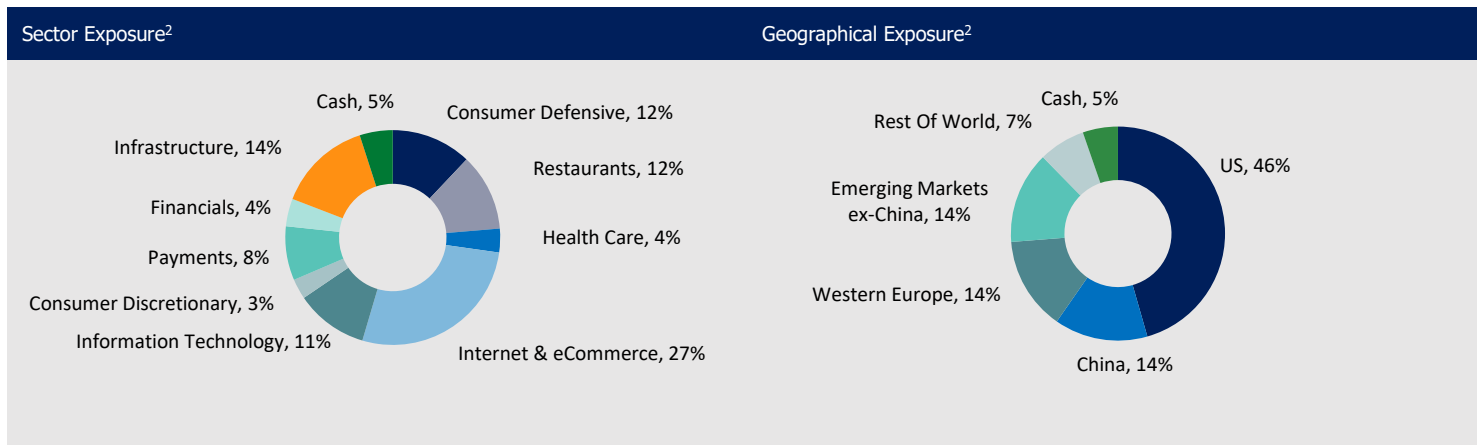 Sector Exposure2
Cash, 5%
Consumer Defensive, 12%
Restaurants, 12%
Health Care, 4%
Internet & eCommerce, 27%
Information Technology, 11%
Consumer Discretionary, 3%
Payments, 8%
Financials, 4%
Infrastructure, 14%
Geographical Exposure2
Cash, 5%
US, 46%
China, 14%
Western Europe, 14%
Emerging Markets
ex-China, 14%
Rest Of World, 7%